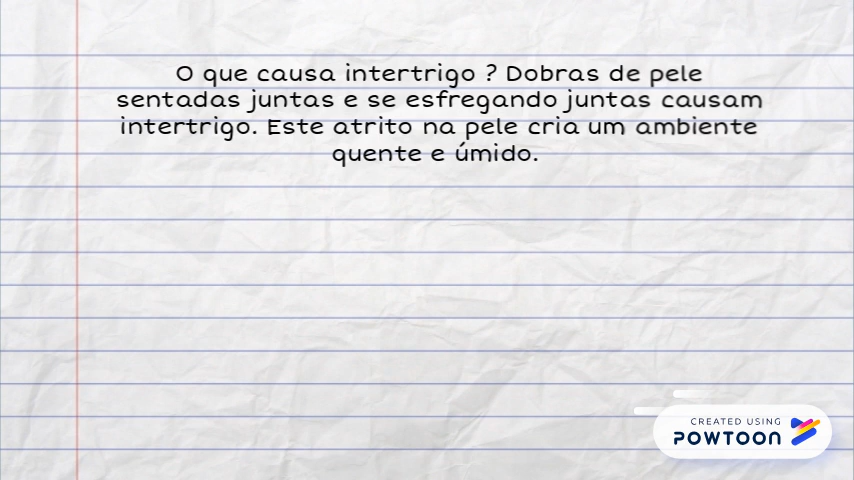 O que causa intertrigo ? Dobras de pele
sentadas juntas e se esfregando juntas causam
intertrigo. Este atrito na pele cria um ambiente
quente e úmido.
CREATED USING
POWTOON